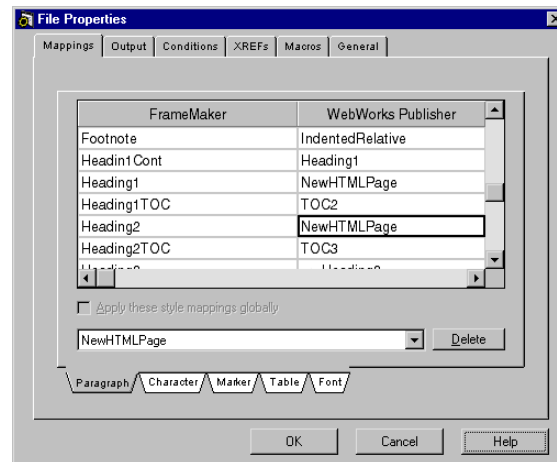 File Properties
Mappings Output Conditions XREFs Macros General
FrameMaker WebWorks Publisher
Footnote IndentedRelative
Headin1Cont Heading1
Heading1 NewHTMLPage
Heading1TOC TOC2
Heading2 NewHTMLPage
Heading2TOC TOC3
Apply these style mappings globally
NewHTMLPage Delete
Paragraph Character Marker Table Font
OK Cancel Help